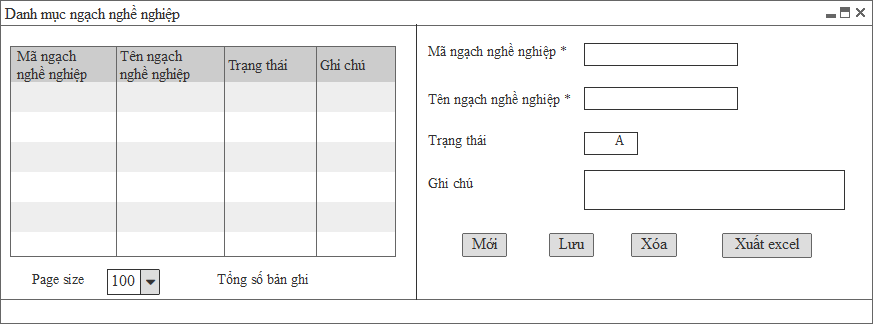 Danh mục ngạch nghề nghiệp
Mã ngạch
nghề nghiệp
Tên ngạch
nghề nghiệp
Trạng thái
Ghi chú
Page size
100
Tổng số bản ghi
Mã ngạch nghề nghiệp *
Tên ngạch nghề nghiệp *
Trạng thái
A
Ghi chú
Mới
Lưu
Xóa
Xuất excel